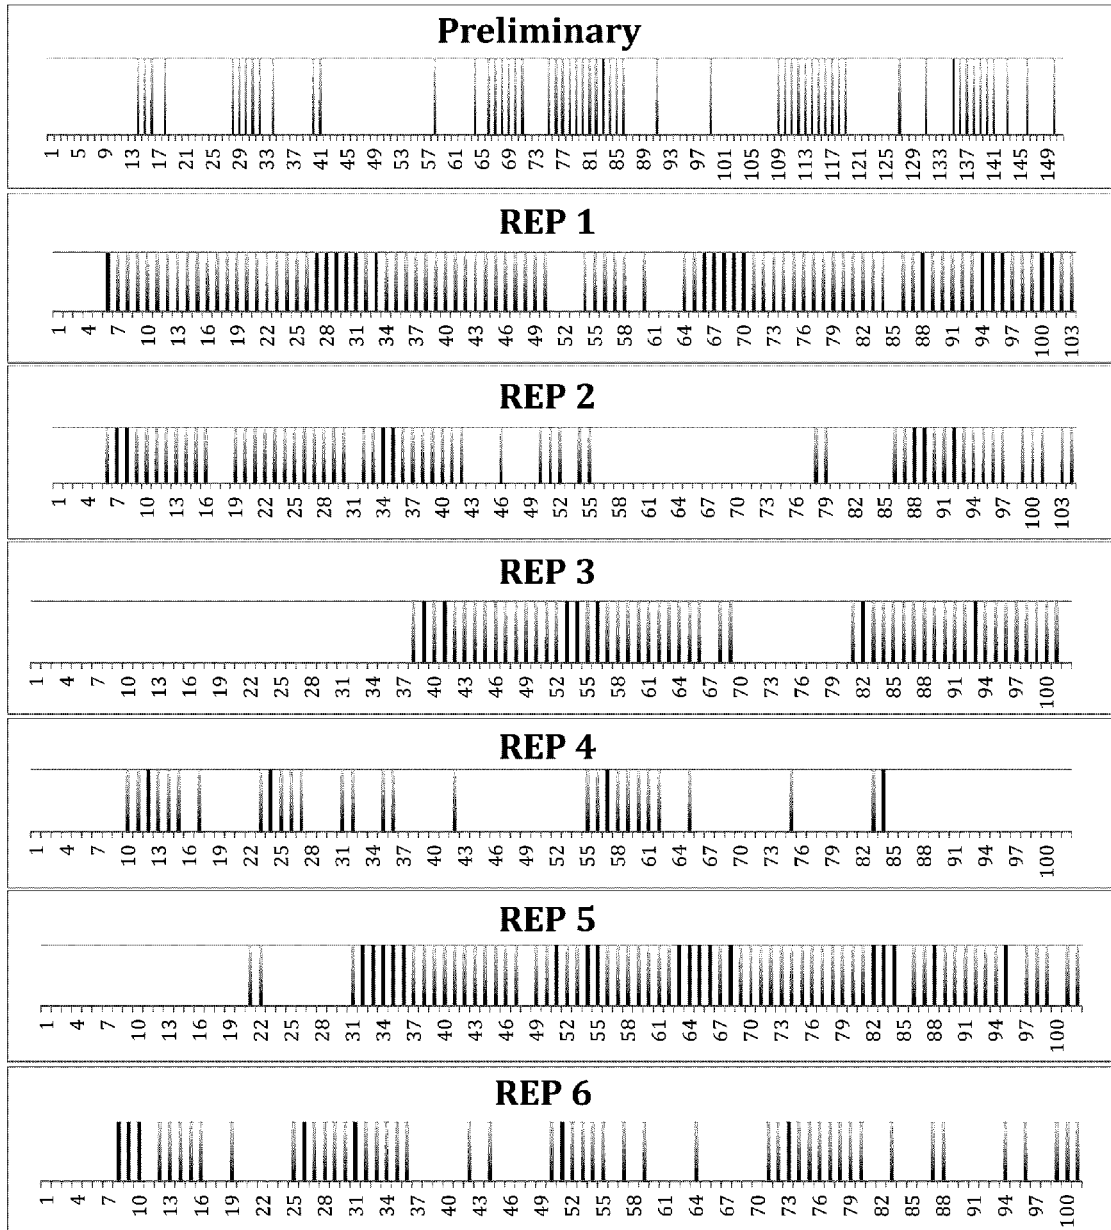 Preliminary
1 5 9 13 17 21 25 29 33 37 41 45 49 53 57 61 65 69 73 77 81 85 89 93 97 101 105 109 113 117 121 125 129 133 137 141 145 149
REP 1
1 4 7 10 13 16 19 22 25 28 31 34 37 40 43 46 49 52 55 58 61 64 67 70 73 76 79 82 85 88 91 94 97 100 103
REP 2
1 4 7 10 13 16 19 22 25 28 31 34 37 40 43 46 49 52 55 58 61 64 67 70 73 76 79 82 85 88 91 94 97 100 103
REP 3
1 4 7 10 13 16 19 22 25 28 31 34 37 40 43 46 49 52 55 58 61 64 67 70 73 76 79 82 85 88 91 94 97 100
REP 4
1 4 7 10 13 16 19 22 25 28 31 34 37 40 43 46 49 52 55 58 61 64 67 70 73 76 79 82 85 88 91 94 97 100
REP 5
1 4 7 10 13 16 19 22 25 28 31 34 37 40 43 46 49 52 55 58 61 64 67 70 73 76 79 82 85 88 91 94 97 100
REP 6
1 4 7 10 13 16 19 22 25 28 31 34 37 40 43 46 49 52 55 58 61 64 67 70 73 76 79 82 85 88 91 94 97 100